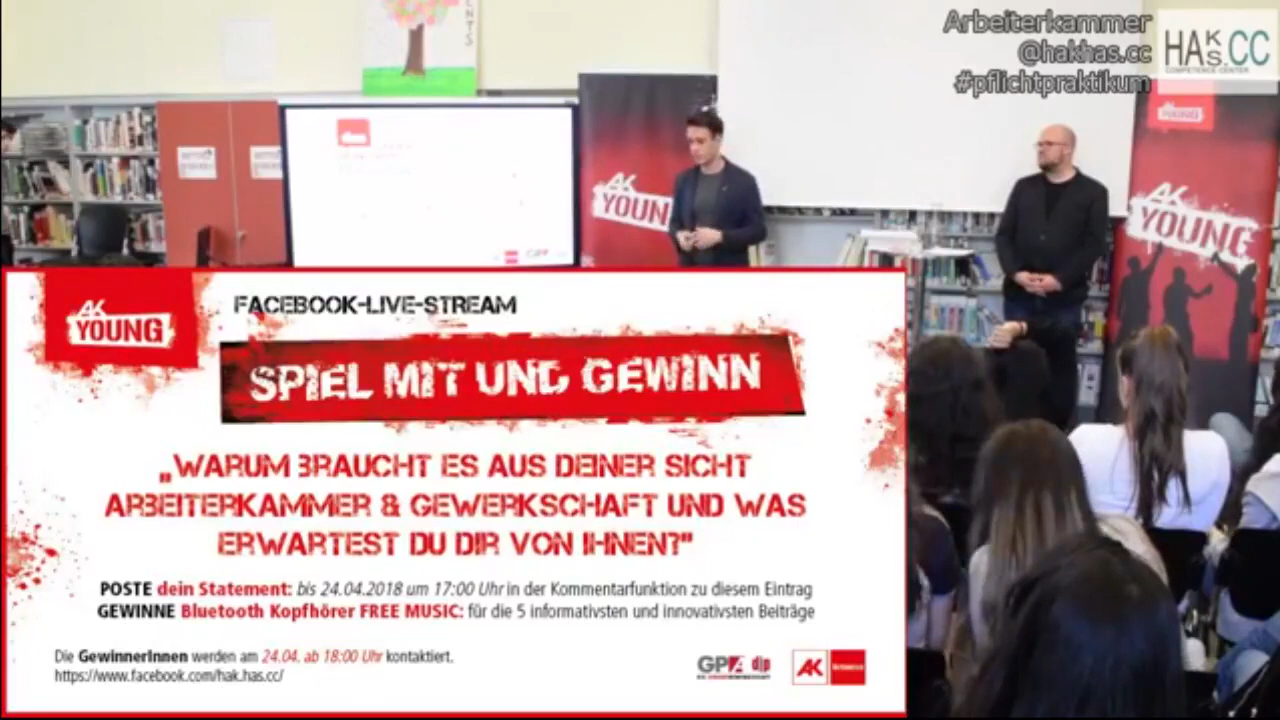 Arbeiterkammer
@hakhas.cc
#pflichtpraktikum
HAK
HAS.CC
COMPETENCE CENTER
AK
YOUNG
AK
YOUNG
YOUNG
AK
YOUNG
FACEBOOK-LIVE-STREAM
SPIEL MIT UND GEWINN
„WARUM BRAUCHT ES AUS DEINER SICHT
ARBEITERKAMMER & GEWERKSCHAFT UND WAS
ERWARTEST DU DIR VON IHNEN?"
POSTE dein Statement: bis 24.04.2018 um 17:00 Uhr in der Kommentarfunktion zu diesem Eintrag
GEWINNE Bluetooth Kopfhörer FREE MUSIC: für die 5 informativsten und innovativsten Beiträge
Die GewinnerInnen werden am 24.04. ab 18:00 Uhr kontaktiert.
https://www.facebook.com/hak.has.cc/
GPA djp
AK